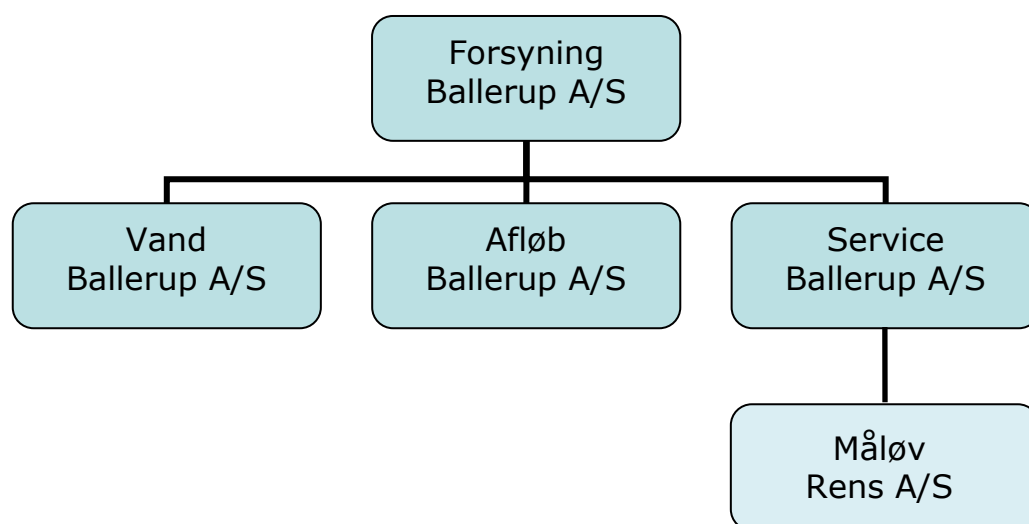 Forsyning
Ballerup A/S
Vand
Ballerup A/S
Afløb
Ballerup A/S
Service
Ballerup A/S
Måløv
Rens A/S